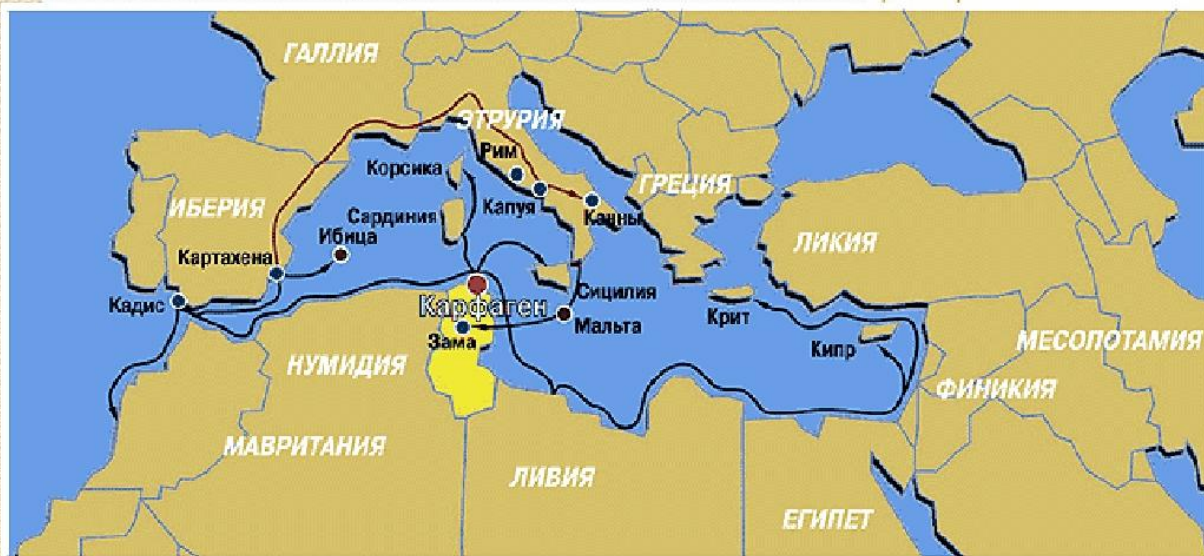 ГАЛЛИЯ
ЭТРУРИЯ
Рим
Корсика
ГРЕЦИЯ
ИБЕРИЯ
Сардиния
Капуя
Канны
Ибица
ЛИКИЯ
Картахена
Кадис
Карфаген
Сицилия
Крит
Мальта
Зама
Кипр
МЕСОПОТАМИЯ
НУМИДИЯ
ФИНИКИЯ
МАВРИТАНИЯ
ЛИВИЯ
ЕГИПЕТ